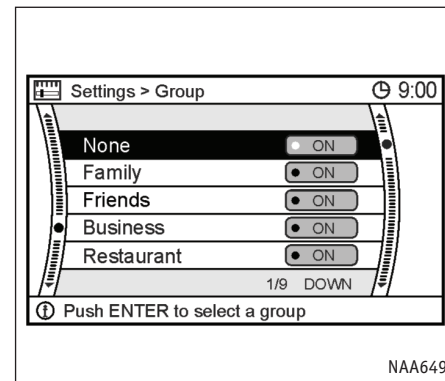 Settings > Group 9:00
None ON
Family ON
Friends ON
Business ON
Restaurant ON
1/9 DOWN
Push ENTER to select a group
NAA649